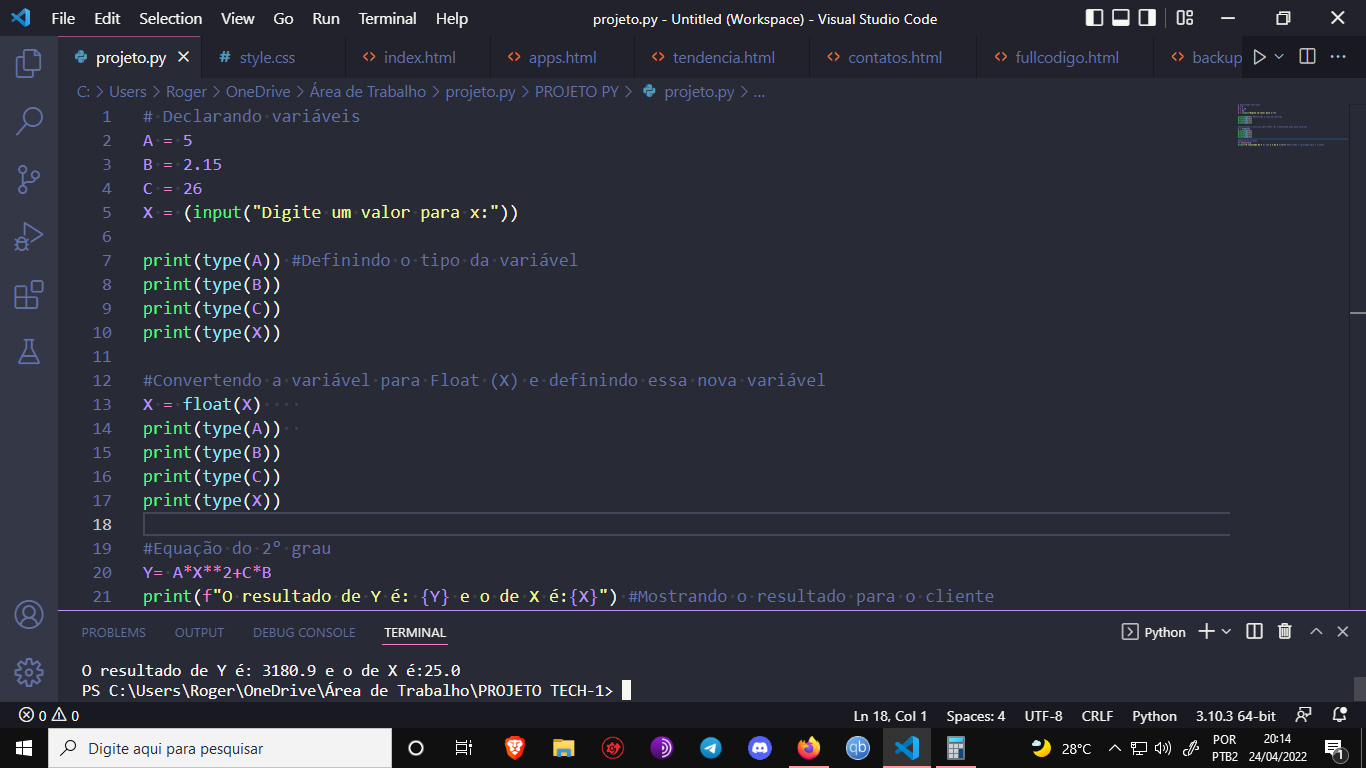 File Edit Selection View Go Run Terminal Help projeto.py - Untitled (Workspace) - Visual Studio Code
projeto.py # style.css <> index.html <> apps.html <> tendencia.html <> contatos.html <> fullcodigo.html <> backup
C: > Users > Roger > OneDrive > Área de Trabalho > projeto.py > PROJETO PY > projeto.py > ...
1 # Declarando variáveis
2 A = 5
3 B = 2.15
4 C = 26
5 X = (input("Digite um valor para x:"))
6
7 print(type(A)) #Definindo o tipo da variável
8 print(type(B))
9 print(type(C))
10 print(type(X))
11
12 #Convertendo a variável para Float (X) e definindo essa nova variável
13 X = float(X)
14 print(type(A))
15 print(type(B))
16 print(type(C))
17 print(type(X))
18
19 #Equação do 2º grau
20 Y= A*X**2+C*B
21 print(f"O resultado de Y é: {Y} e o de X é:{X}") #Mostrando o resultado para o cliente
PROBLEMS OUTPUT DEBUG CONSOLE TERMINAL Python
O resultado de Y é: 3180.9 e o de X é:25.0
PS C:\Users\Roger\OneDrive\Área de Trabalho\PROJETO TECH-1>
0 0 Ln 18, Col 1 Spaces: 4 UTF-8 CRLF Python 3.10.3 64-bit
Digite aqui para pesquisar qb 28°C POR 20:14
PTB2 24/04/2022 1